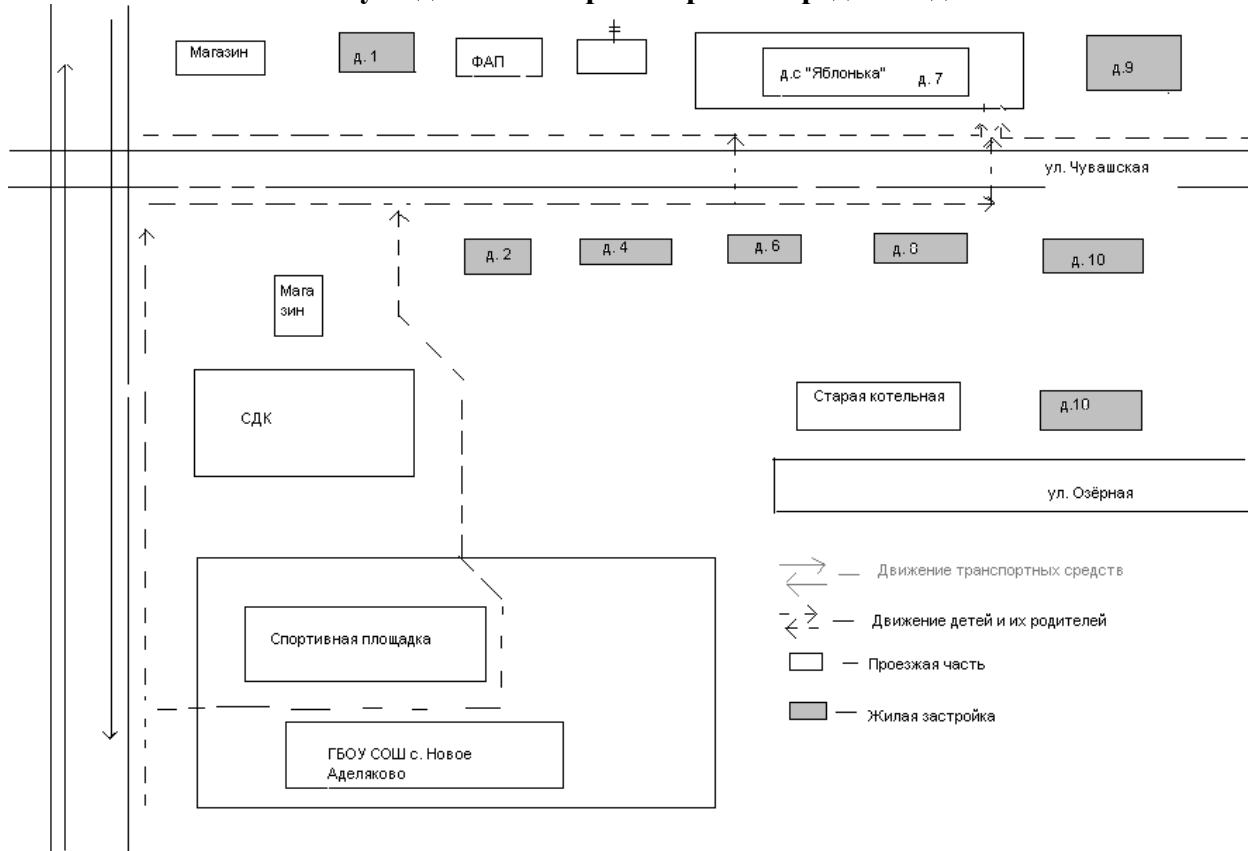 Магазин
д. 1
ФАП
д.с "Яблонька" д. 7
д.9
ул. Чувашская
д. 2
д. 4
д. 6
д. 8
д. 10
Мага
зин
СДК
Старая котельная
д.10
ул. Озёрная
Движение транспортных средств
Спортивная площадка
Движение детей и их родителей
Проезжая часть
Жилая застройка
ГБОУ СОШ с. Новое
Аделяково